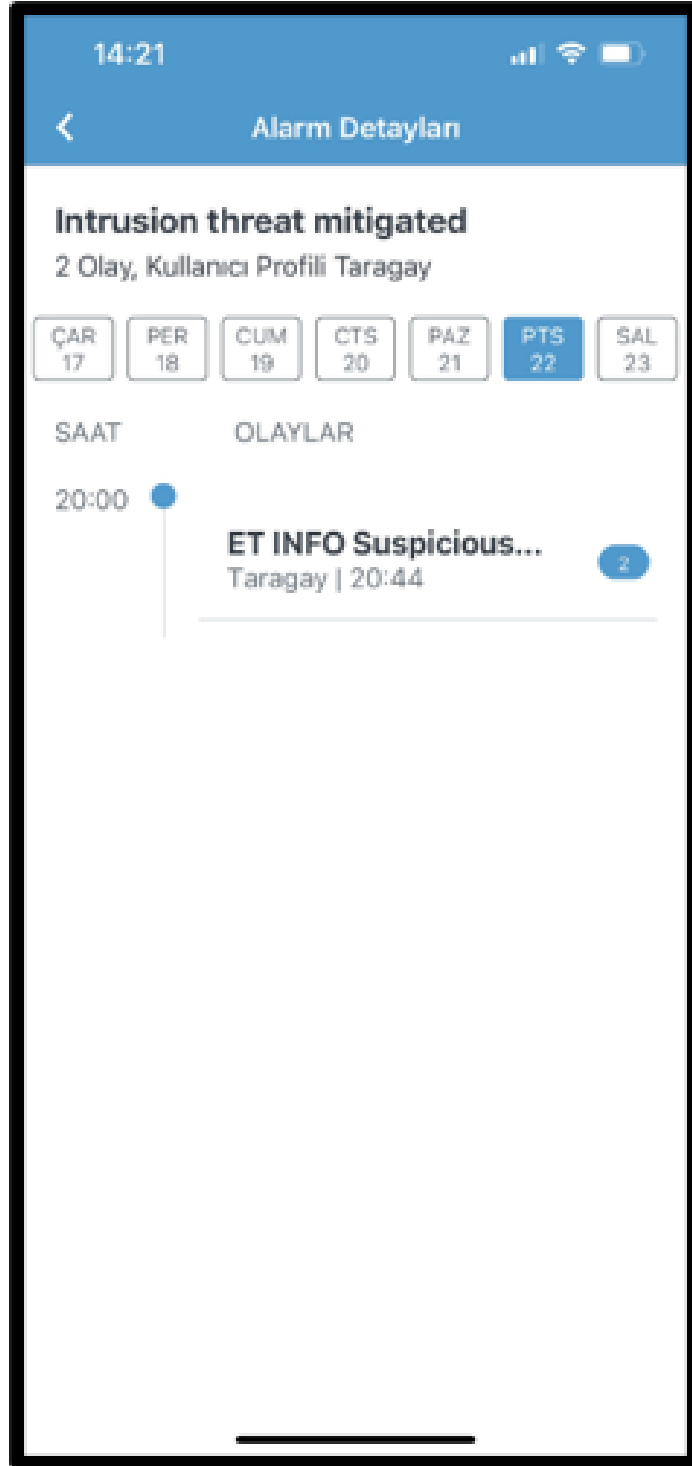 14:21
Alarm Detayları
Intrusion threat mitigated
2 Olay, Kullanıcı Profili Taragay
ÇAR PER CUM CTS PAZ PTS SAL
17 18 19 20 21 22 23
SAAT OLAYLAR
20:00
ET INFO Suspicious...
2
Taragay | 20:44